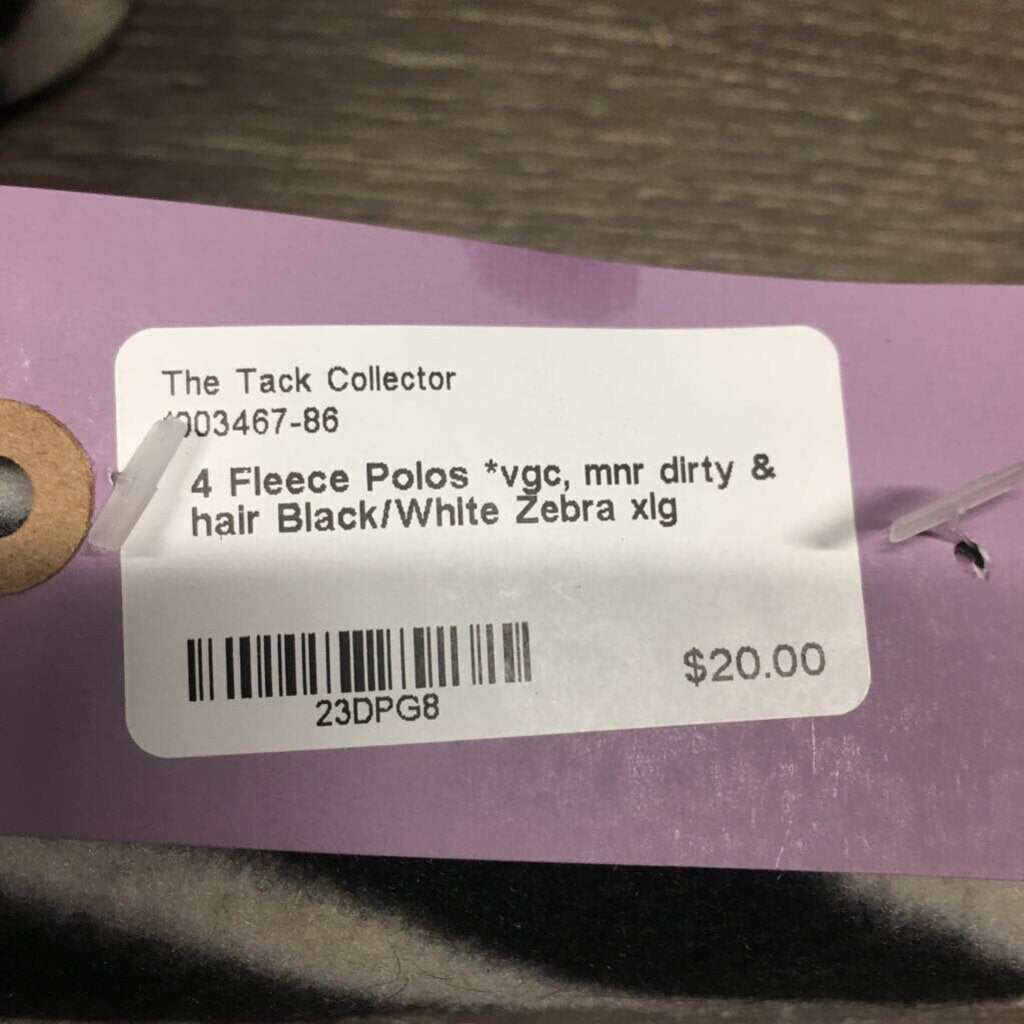 The Tack Collector
003467-86
4 Fleece Polos *vgc, mnr dirty &
hair Black/White Zebra xlg
23DPG8
$20.00